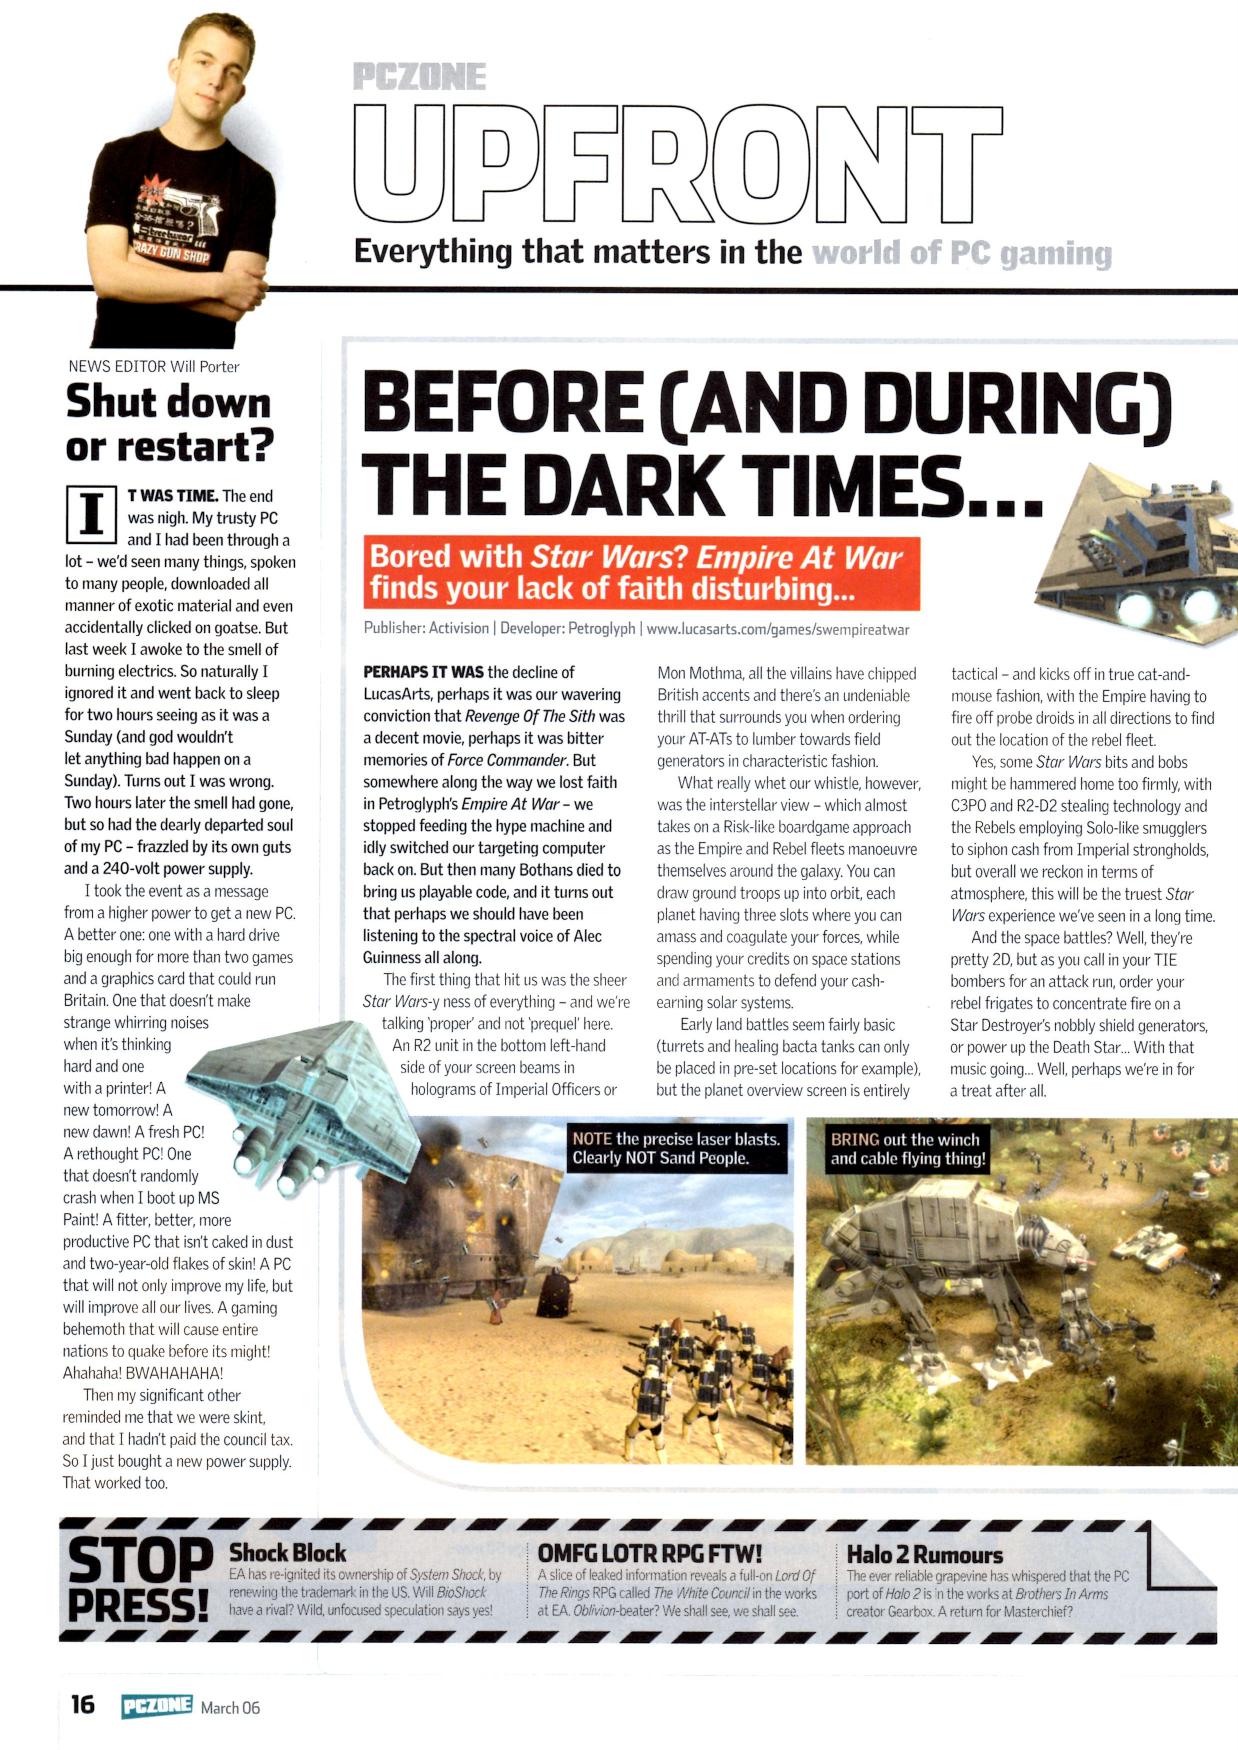 PCZONE
UPFRONT
Everything that matters in the world of PC gaming
CRAZY GUN SHOP
NEWS EDITOR Will Porter
Shut down
or restart?
IT WAS TIME. The end
was nigh. My trusty PC
and I had been through a
lot – we'd seen many things, spoken
to many people, downloaded all
manner of exotic material and even
accidentally clicked on goatse. But
last week I awoke to the smell of
burning electrics. So naturally I
ignored it and went back to sleep
for two hours seeing as it was a
Sunday (and god wouldn't
let anything bad happen on a
Sunday). Turns out I was wrong.
Two hours later the smell had gone,
but so had the dearly departed soul
of my PC – frazzled by its own guts
and a 240-volt power supply.
I took the event as a message
from a higher power to get a new PC.
A better one: one with a hard drive
big enough for more than two games
and a graphics card that could run
Britain. One that doesn't make
strange whirring noises
when it's thinking
hard and one
with a printer! A
new tomorrow! A
new dawn! A fresh PC!
A rethought PC! One
that doesn't randomly
crash when I boot up MS
Paint! A fitter, better, more
productive PC that isn't caked in dust
and two-year-old flakes of skin! A PC
that will not only improve my life, but
will improve all our lives. A gaming
behemoth that will cause entire
nations to quake before its might!
Ahahaha! BWAHAHAHA!
Then my significant other
reminded me that we were skint,
and that I hadn't paid the council tax.
So I just bought a new power supply.
That worked too.
BEFORE (AND DURING)
THE DARK TIMES...
Bored with Star Wars? Empire At War
finds your lack of faith disturbing...
Publisher: Activision | Developer: Petroglyph | www.lucasarts.com/games/swempireatwar
PERHAPS IT WAS the decline of
LucasArts, perhaps it was our wavering
conviction that Revenge Of The Sith was
a decent movie, perhaps it was bitter
memories of Force Commander. But
somewhere along the way we lost faith
in Petroglyph's Empire At War – we
stopped feeding the hype machine and
idly switched our targeting computer
back on. But then many Bothans died to
bring us playable code, and it turns out
that perhaps we should have been
listening to the spectral voice of Alec
Guinness all along.
The first thing that hit us was the sheer
Star Wars-y ness of everything – and we're
talking 'proper' and not 'prequel' here.
An R2 unit in the bottom left-hand
side of your screen beams in
holograms of Imperial Officers or
Mon Mothma, all the villains have chipped
British accents and there's an undeniable
thrill that surrounds you when ordering
your AT-ATs to lumber towards field
generators in characteristic fashion.
What really whet our whistle, however,
was the interstellar view – which almost
takes on a Risk-like boardgame approach
as the Empire and Rebel fleets manoeuvre
themselves around the galaxy. You can
draw ground troops up into orbit, each
planet having three slots where you can
amass and coagulate your forces, while
spending your credits on space stations
and armaments to defend your cash-
earning solar systems.
Early land battles seem fairly basic
(turrets and healing bacta tanks can only
be placed in pre-set locations for example),
but the planet overview screen is entirely
tactical – and kicks off in true cat-and-
mouse fashion, with the Empire having to
fire off probe droids in all directions to find
out the location of the rebel fleet.
Yes, some Star Wars bits and bobs
might be hammered home too firmly, with
C3PO and R2-D2 stealing technology and
the Rebels employing Solo-like smugglers
to siphon cash from Imperial strongholds,
but overall we reckon in terms of
atmosphere, this will be the truest Star
Wars experience we've seen in a long time.
And the space battles? Well, they're
pretty 2D, but as you call in your TIE
bombers for an attack run, order your
rebel frigates to concentrate fire on a
Star Destroyer's nobbly shield generators,
or power up the Death Star... With that
music going... Well, perhaps we're in for
a treat after all.
NOTE the precise laser blasts.
Clearly NOT Sand People.
BRING out the winch
and cable flying thing!
STOP
PRESS!
Shock Block
EA has re-ignited its ownership of System Shock, by
renewing the trademark in the US. Will BioShock
have a rival? Wild, unfocused speculation says yes!
OMFG LOTR RPG FTW!
A slice of leaked information reveals a full-on Lord Of
The Rings RPG called The White Council in the works
at EA. Oblivion-beater? We shall see, we shall see.
Halo 2 Rumours
The ever reliable grapevine has whispered that the PC
port of Halo 2 is in the works at Brothers In Arms
creator Gearbox. A return for Masterchief?
16 PCZONE March 06